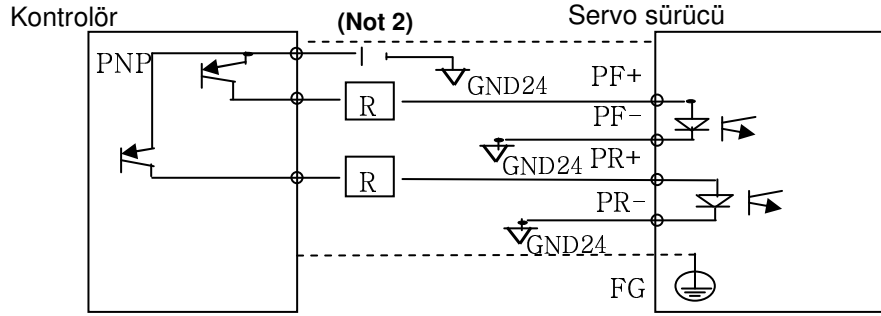 Kontrolör
(Not 2)
Servo sürücü
PNP
GND24
PF+
R
PF-
GND24
PR+
R
PR-
GND24
FG